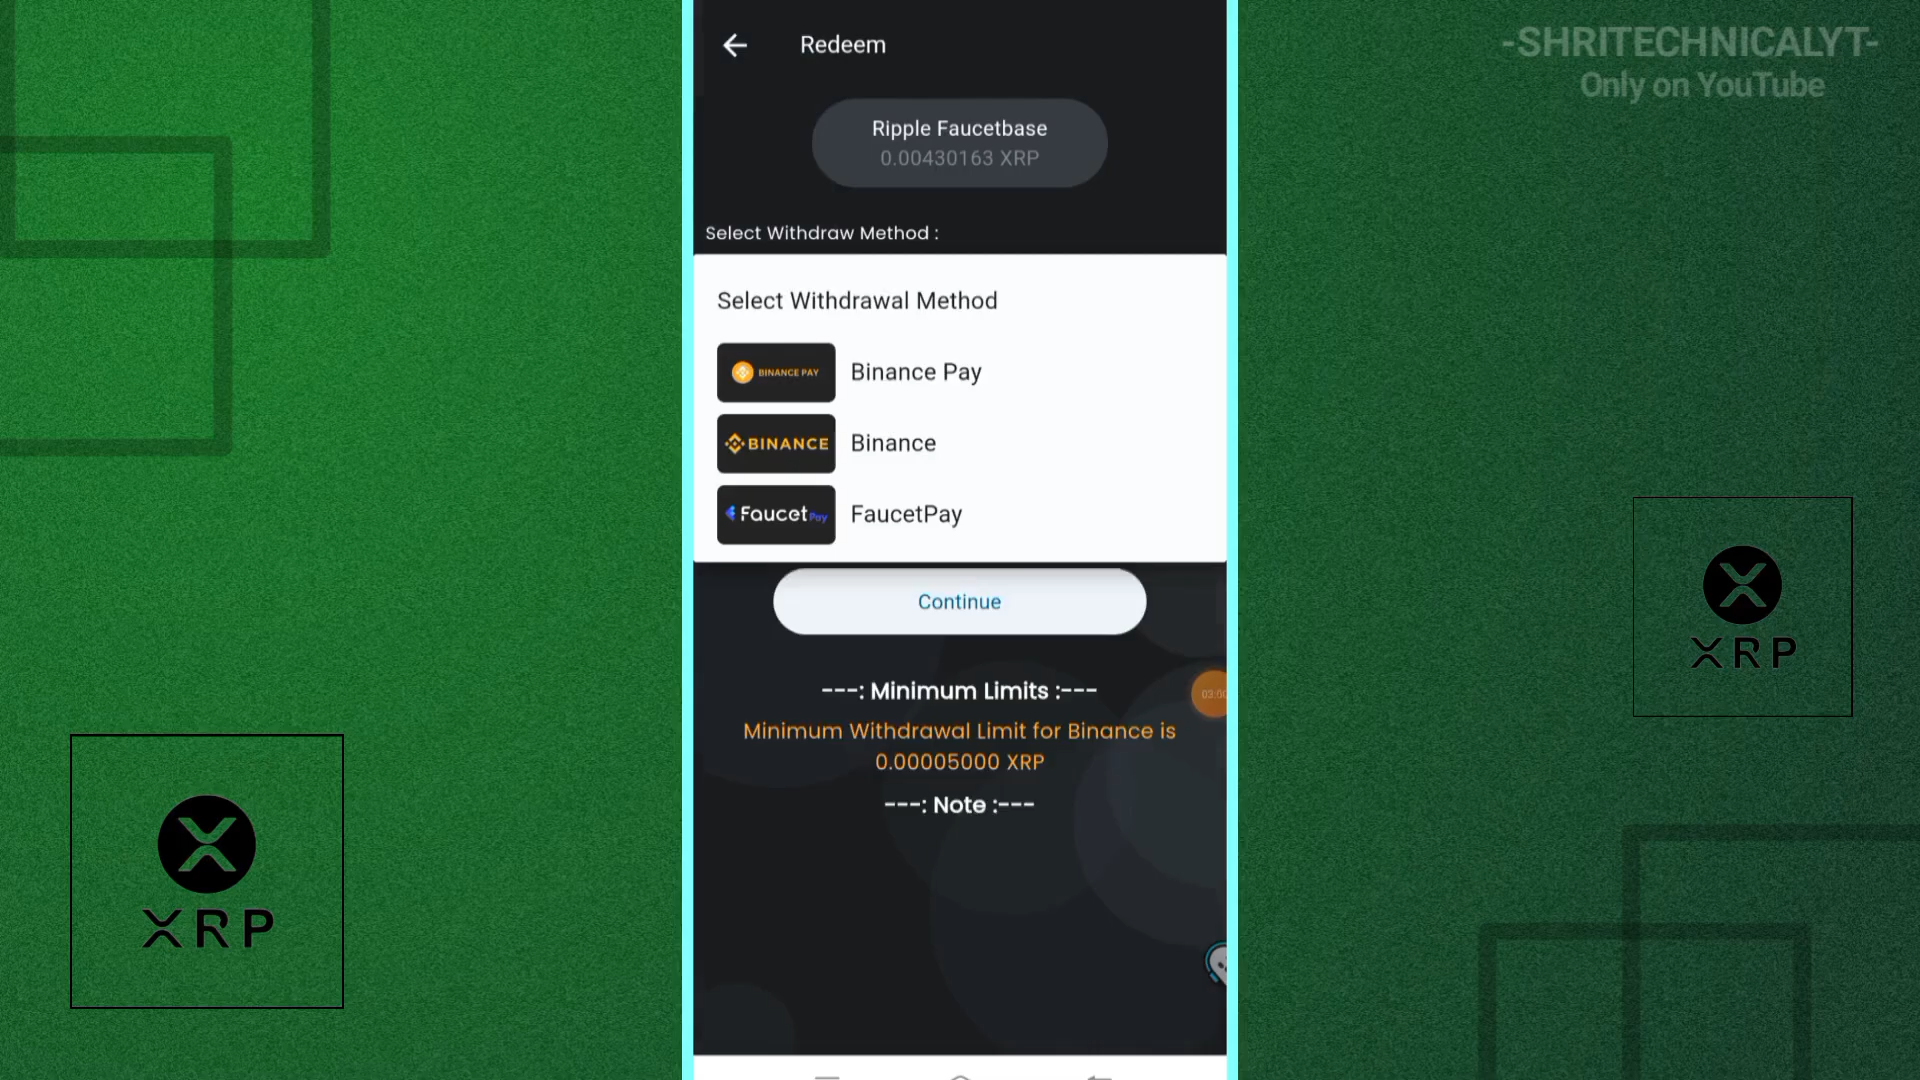 -SHRITECHNICALYT-
Only on YouTube
Redeem
Ripple Faucetbase
0.00430163 XRP
Select Withdraw Method :
Select Withdrawal Method
BINANCE PAY
Binance Pay
BINANCE
Binance
FaucetPay
FaucetPay
Continue
---: Minimum Limits :---
Minimum Withdrawal Limit for Binance is
0.00005000 XRP
---: Note :---
XRP
XRP